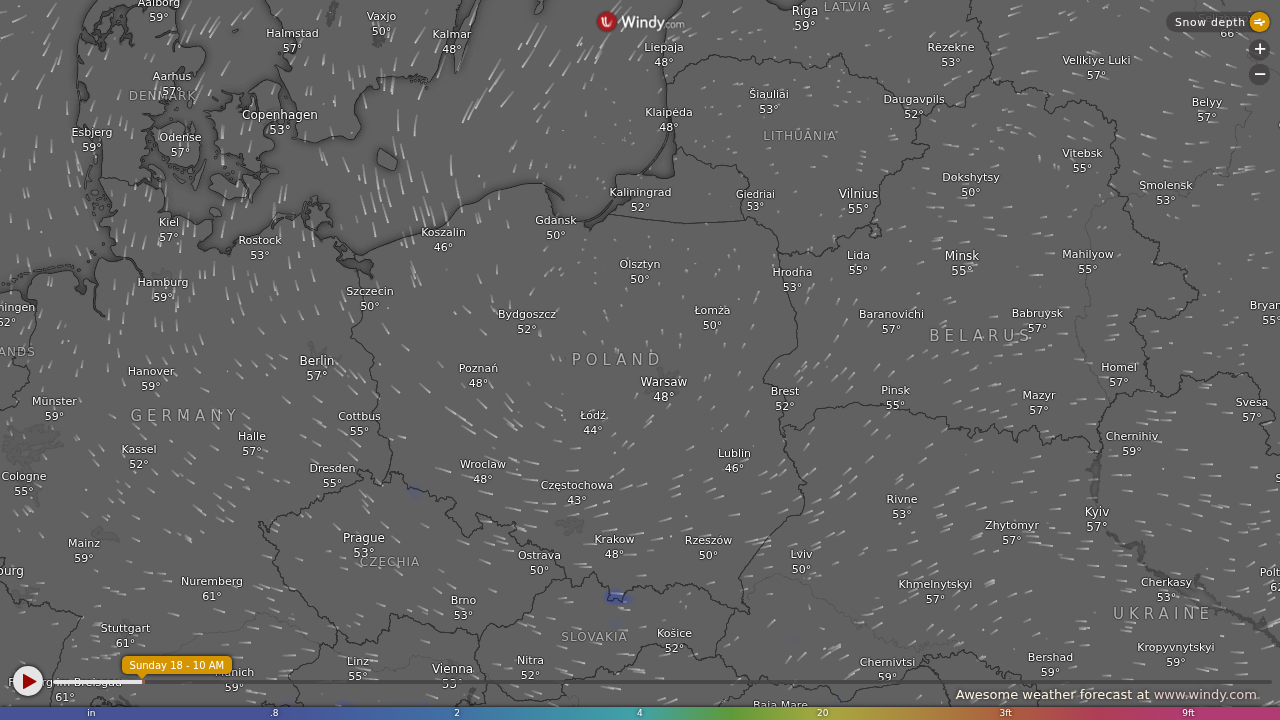 Aalborg
59°
Vaxjo
50°
Halmstad
57°
Kalmar
48°
Windy.com
Liepaja
48°
Riga
59°
LATVIA
Rēzekne
53°
Snow depth
66°
+
−
Velikiye Luki
57°
Aarhus
57°
DENMARK
Copenhagen
53°
Esbjerg
59°
Odense
57°
Klaipėda
48°
Šiauliai
53°
LITHUANIA
Daugavpils
52°
Belyy
57°
Vitebsk
55°
Dokshytsy
50°
Smolensk
53°
Kaliningrad
52°
Giedriai
53°
Vilnius
55°
Kiel
57°
Rostock
53°
Koszalin
46°
Gdansk
50°
Olsztyn
50°
Hrodna
53°
Lida
55°
Minsk
55°
Mahilyow
55°
Hamburg
59°
Szczecin
50°
Bydgoszcz
52°
Łomża
50°
Baranovichi
57°
Babruysk
57°
BELARUS
POLAND
Hanover
59°
Berlin
57°
Poznań
48°
Warsaw
48°
Brest
52°
Pinsk
55°
Homel
57°
Mazyr
57°
Svesa
57°
Münster
59°
GERMANY
Cottbus
55°
Łódź
44°
Kassel
52°
Halle
57°
Chernihiv
59°
Cologne
55°
Dresden
55°
Wroclaw
48°
Lublin
46°
Częstochowa
43°
Rivne
53°
Zhytomyr
57°
Kyiv
57°
Mainz
59°
Prague
53°
CZECHIA
Ostrava
50°
Krakow
48°
Rzeszów
50°
Lviv
50°
Nuremberg
61°
Brno
53°
Khmelnytskyi
57°
Cherkasy
53°
UKRAINE
Stuttgart
61°
SLOVAKIA
Košice
52°
Kropyvnytskyi
59°
Sunday 18 - 10 AM
59°
Linz
55°
Vienna
53°
Nitra
52°
Chernivtsi
59°
Bershad
59°
61°
Awesome weather forecast at www.windy.com
Baia Mare
in .8 2 4 20 3ft 9ft